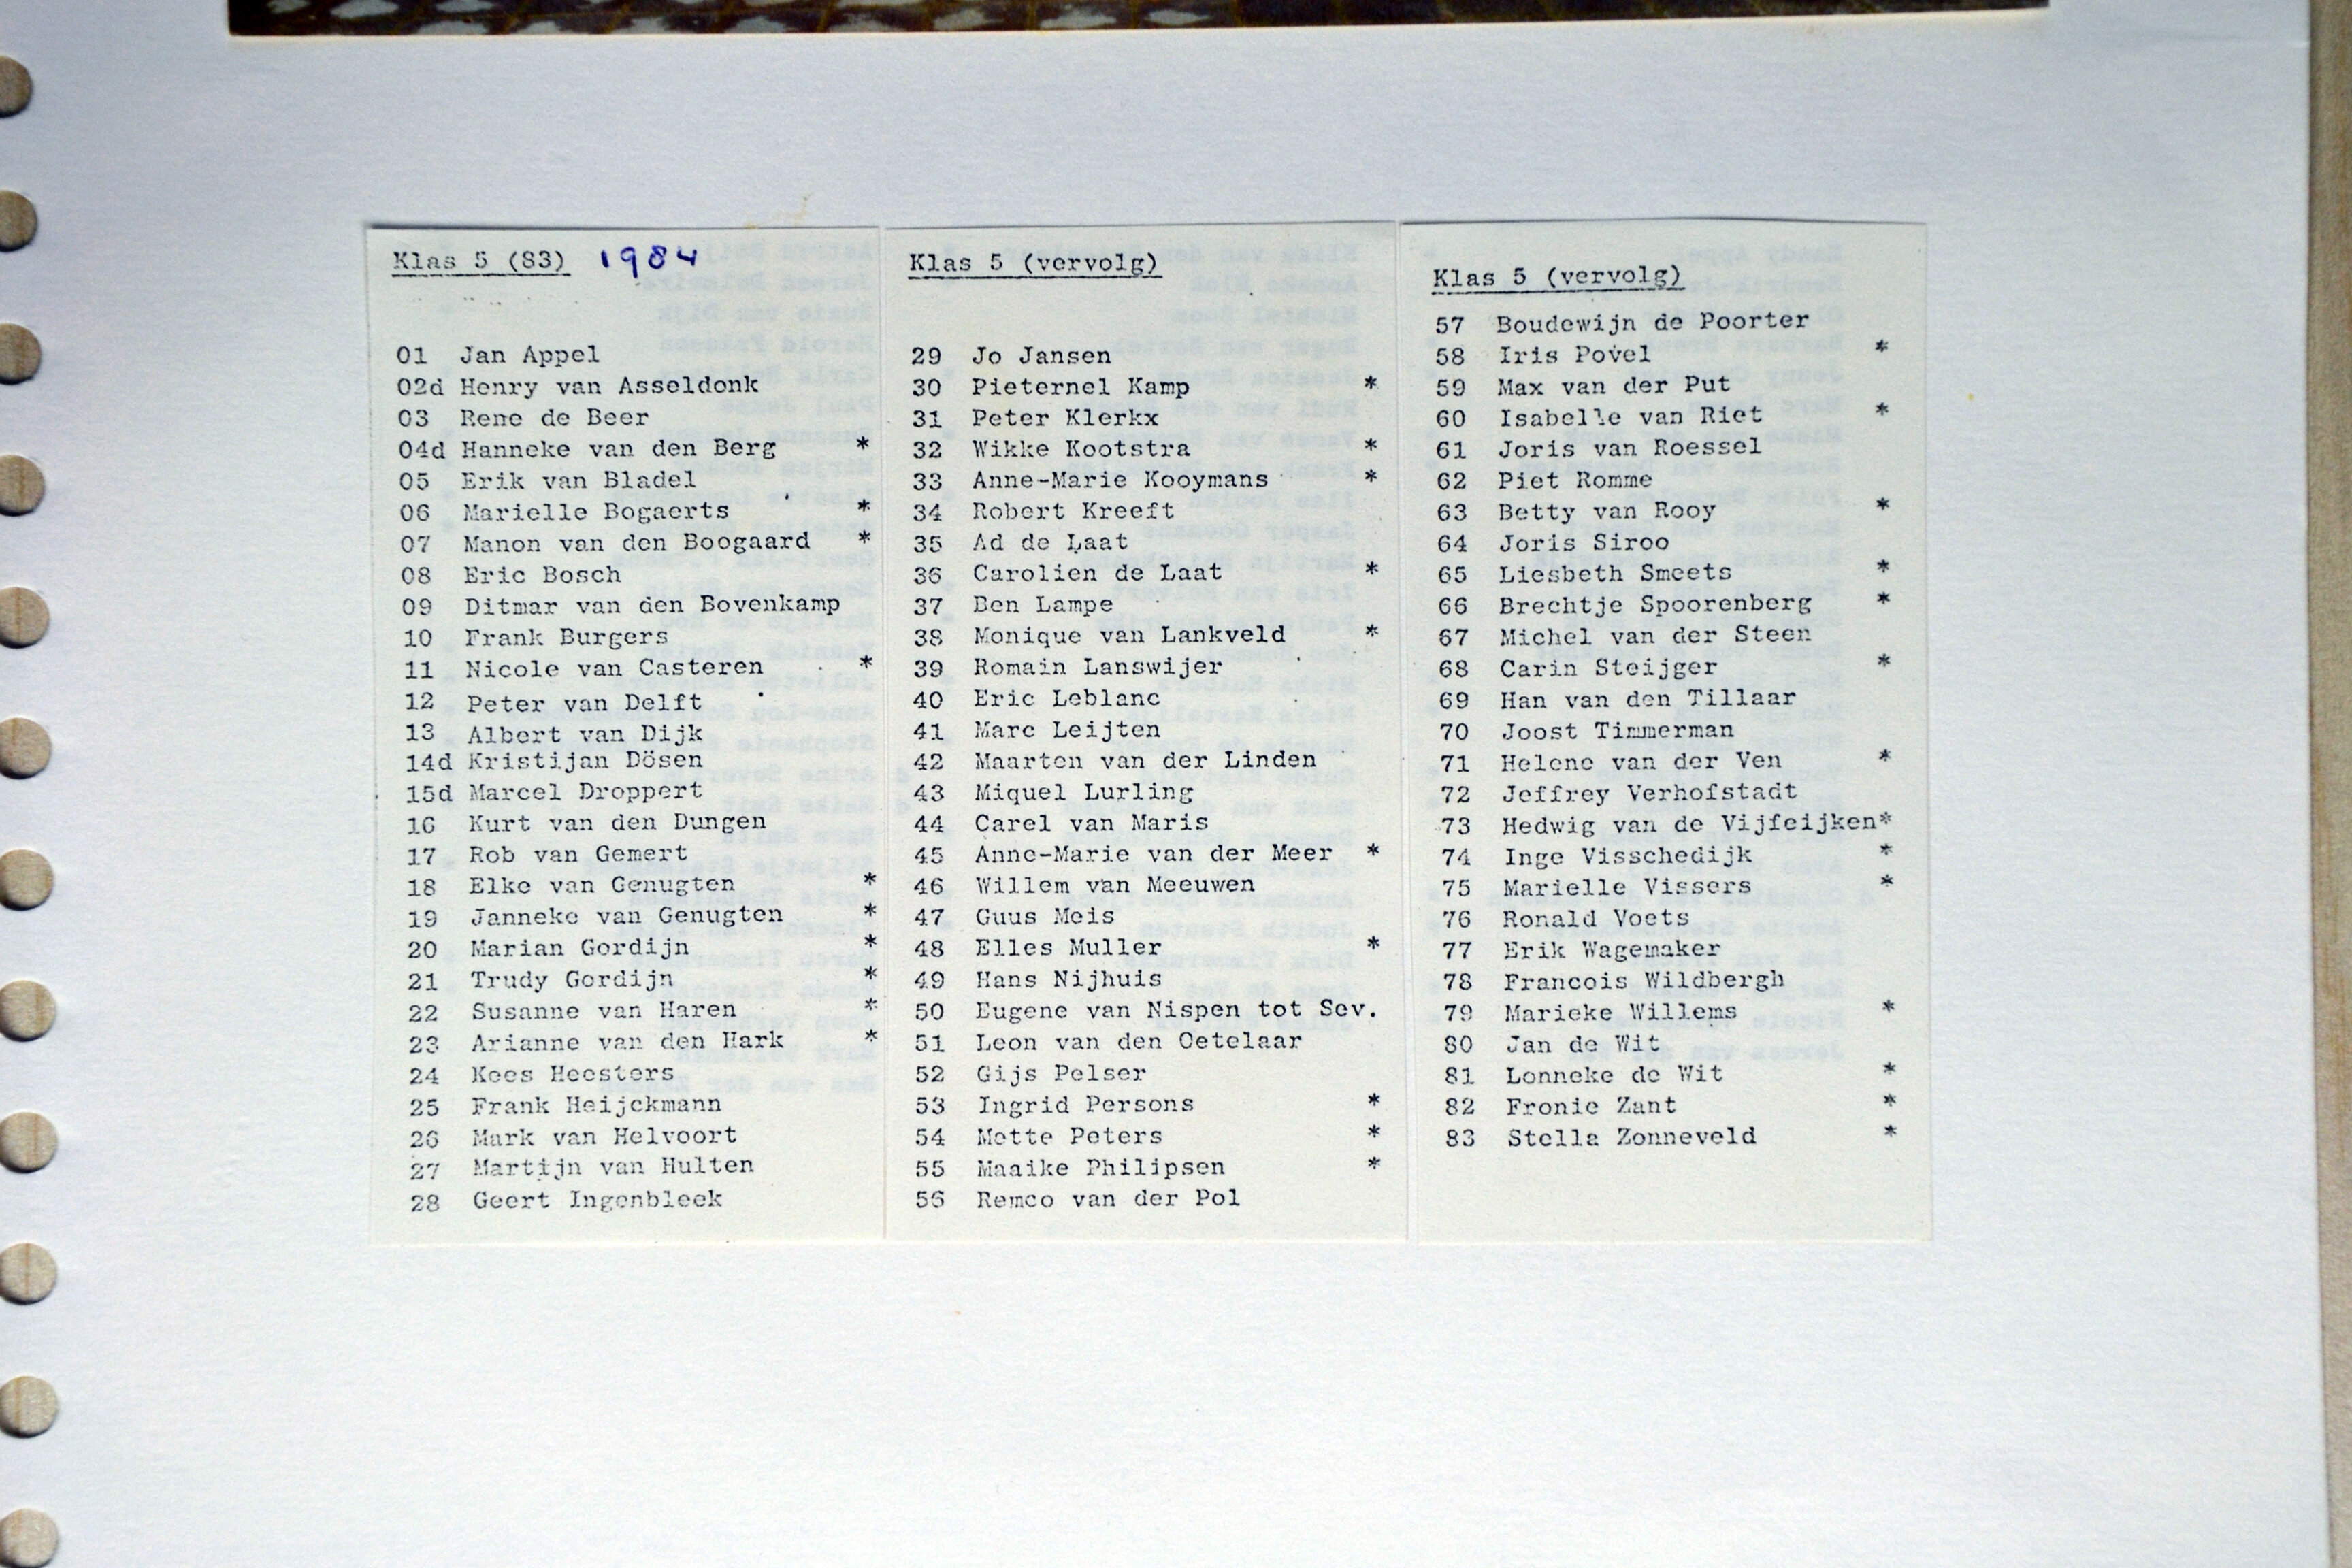 Klas 5 (83) 1984
01 Jan Appel
02d Henry van Asseldonk
03 Rene de Beer
04d Hanneke van den Berg *
05 Erik van Bladel
06 Marielle Bogaerts *
07 Manon van den Boogaard *
08 Eric Bosch
09 Ditmar van den Bovenkamp
10 Frank Burgers
11 Nicole van Casteren *
12 Peter van Delft
13 Albert van Dijk
14d Kristijan Dösen
15d Marcel Droppert
16 Kurt van den Dungen
17 Rob van Gemert
18 Elke van Genugten *
19 Janneke van Genugten *
20 Marian Gordijn *
21 Trudy Gordijn *
22 Susanne van Haren *
23 Arianne van den Hark *
24 Kees Heesters
25 Frank Heijckmann
26 Mark van Helvoort
27 Martijn van Hulten
28 Geert Ingenbleek
Klas 5 (vervolg)
29 Jo Jansen
30 Pieternel Kamp *
31 Peter Klerkx
32 Wikke Kootstra *
33 Anne-Marie Kooymans *
34 Robert Kreeft
35 Ad de Laat
36 Carolien de Laat *
37 Ben Lampe
38 Monique van Lankveld *
39 Romain Lanswijer
40 Eric Leblanc
41 Marc Leijten
42 Maarten van der Linden
43 Miquel Lurling
44 Carel van Maris
45 Anne-Marie van der Meer *
46 Willem van Meeuwen
47 Guus Meis
48 Elles Muller *
49 Hans Nijhuis
50 Eugene van Nispen tot Sev.
51 Leon van den Oetelaar
52 Gijs Pelser
53 Ingrid Persons *
54 Mette Peters *
55 Maaike Philipsen *
56 Remco van der Pol
Klas 5 (vervolg)
57 Boudewijn de Poorter
58 Iris Povel *
59 Max van der Put
60 Isabelle van Riet *
61 Joris van Roessel
62 Piet Romme
63 Betty van Rooy *
64 Joris Siroo
65 Liesbeth Smeets *
66 Brechtje Spoorenberg *
67 Michel van der Steen
68 Carin Steijger *
69 Han van den Tillaar
70 Joost Timmerman
71 Helene van der Ven *
72 Jeffrey Verhofstadt
73 Hedwig van de Vijfeijken*
74 Inge Visschedijk *
75 Marielle Vissers *
76 Ronald Voets
77 Erik Wagemaker
78 Francois Wildbergh
79 Marieke Willems *
80 Jan de Wit
81 Lonneke de Wit *
82 Fronie Zant *
83 Stella Zonneveld *